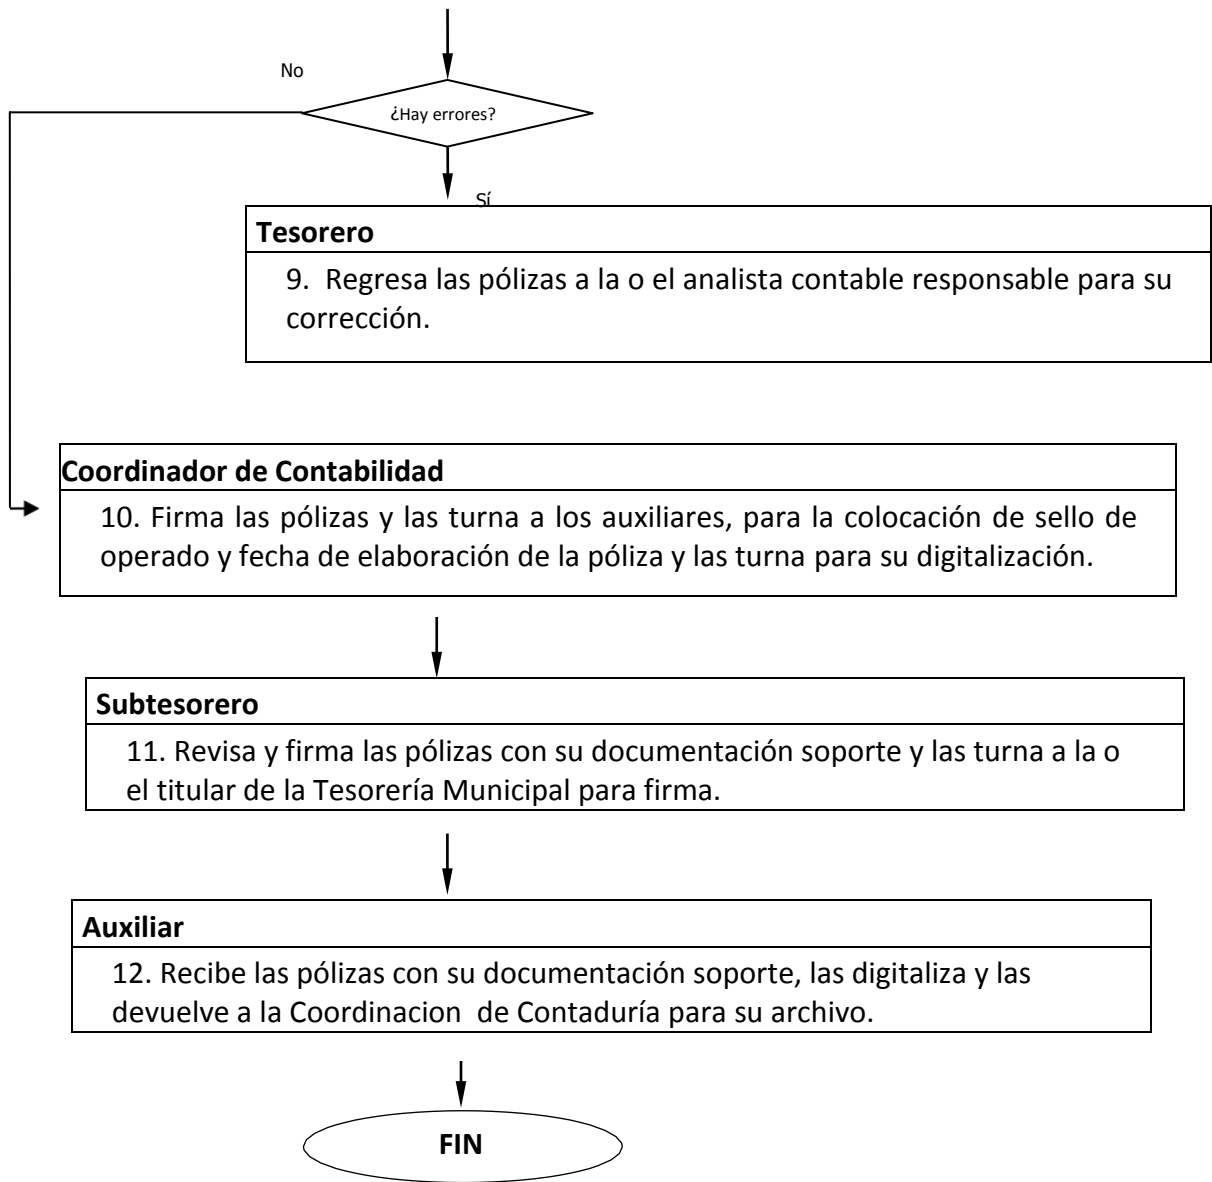 No
¿Hay errores?
Sí
Tesorero
9. Regresa las pólizas a la o el analista contable responsable para su
corrección.
Coordinador de Contabilidad
10. Firma las pólizas y las turna a los auxiliares, para la colocación de sello de
operado y fecha de elaboración de la póliza y las turna para su digitalización.
Subtesorero
11. Revisa y firma las pólizas con su documentación soporte y las turna a la o
el titular de la Tesorería Municipal para firma.
Auxiliar
12. Recibe las pólizas con su documentación soporte, las digitaliza y las
devuelve a la Coordinacion de Contaduría para su archivo.
FIN